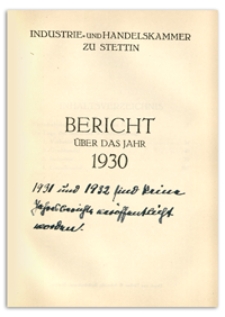 INDUSTRIE- UND HANDELSKAMMER
ZU STETTIN
BERICHT
ÜBER DAS JAHR
1930
1931 und 1932 sind keine
Jahresberichte veröffentlicht
worden.